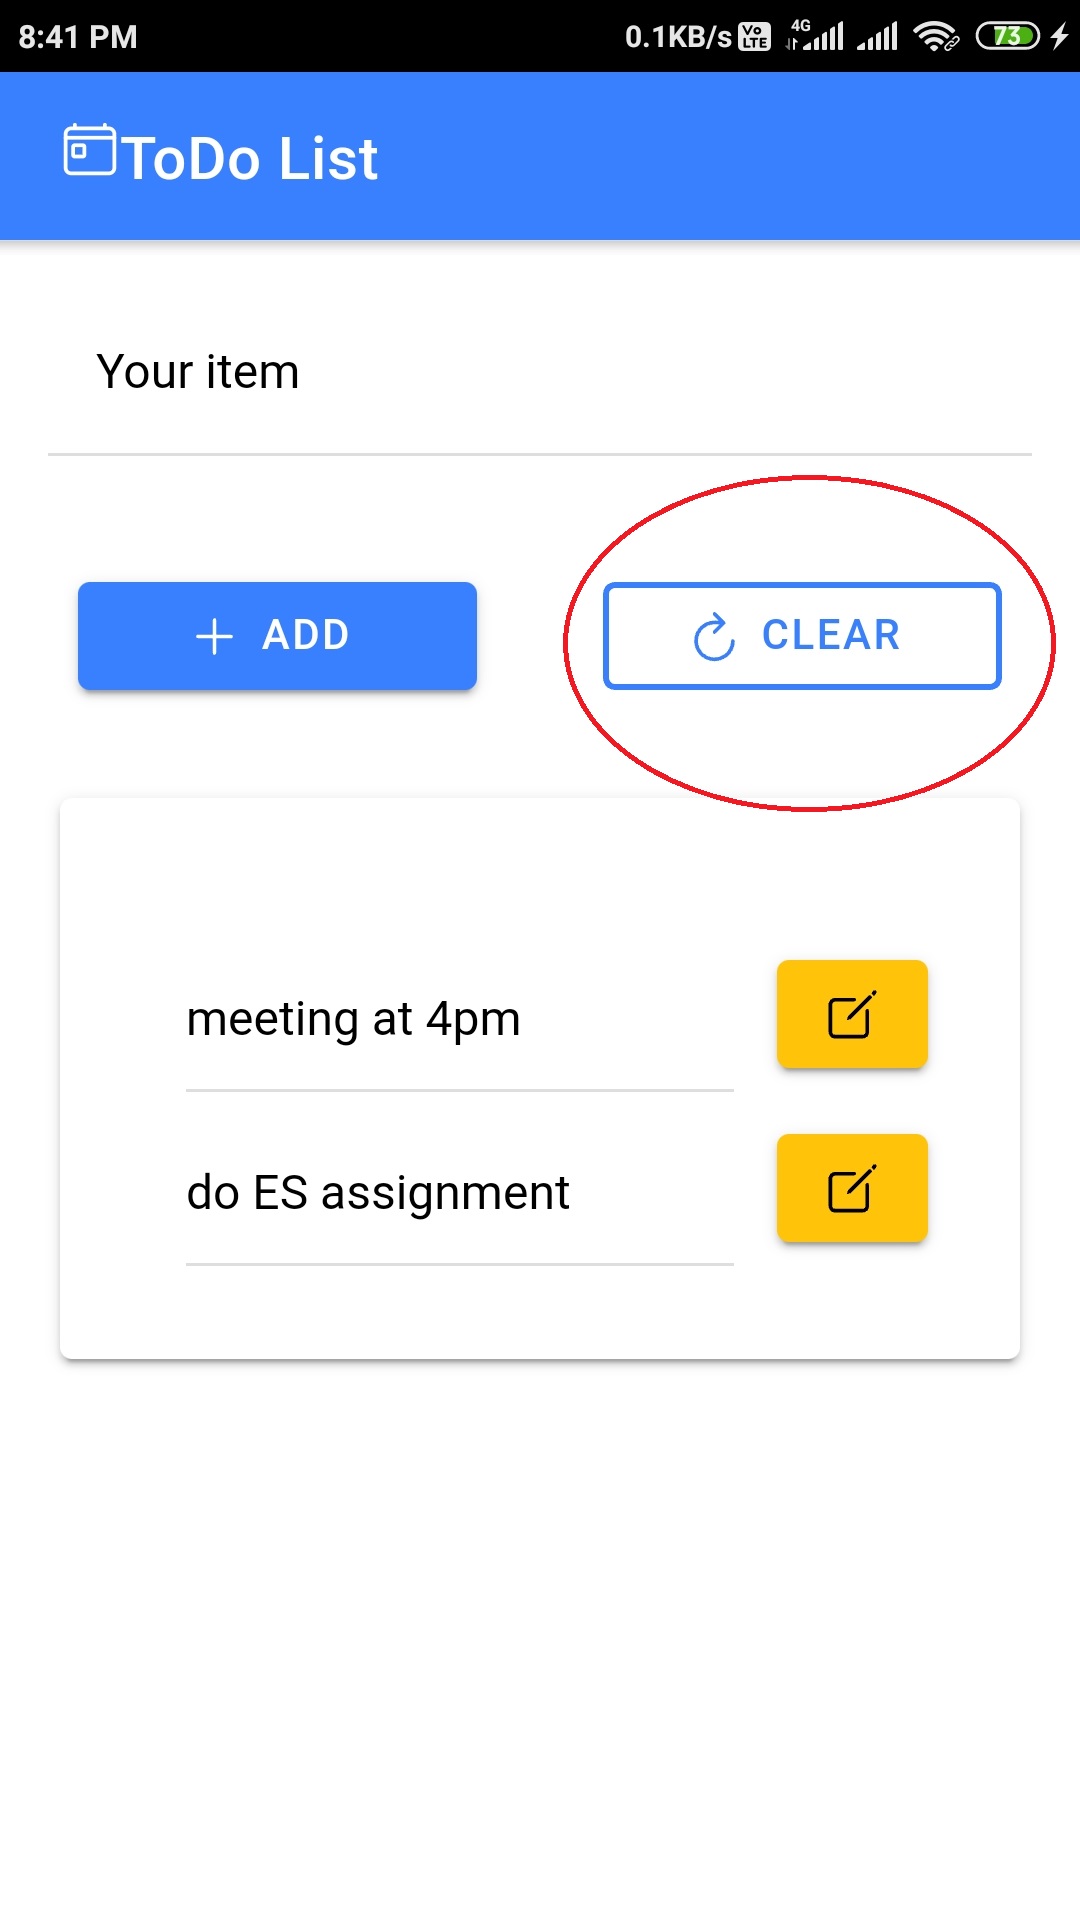 8:41 PM 0.1KB/s Vo LTE 4G 73
ToDo List
Your item
ADD CLEAR
meeting at 4pm
do ES assignment